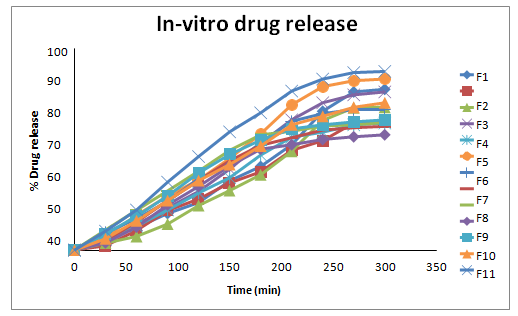 In-vitro drug release
100
90
80
70
60
50
40
% Drug release
0 50 100 150 200 250 300 350
Time (min)
F1
F2
F3
F4
F5
F6
F7
F8
F9
F10
F11